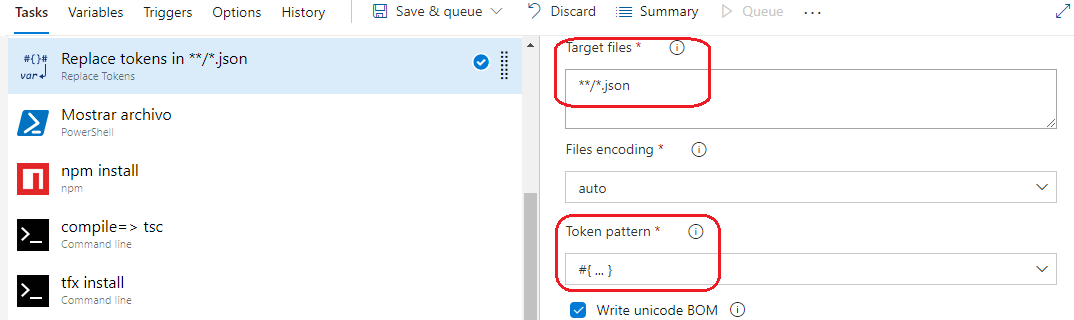 Tasks Variables Triggers Options History Save & queue Discard Summary Queue ...
#{}#
var
Replace tokens in **/*.json
Replace Tokens
Mostrar archivo
PowerShell
npm install
npm
compile=> tsc
Command line
tfx install
Command line
Target files *
**/*.json
Files encoding *
auto
Token pattern *
#{ ... }
Write unicode BOM